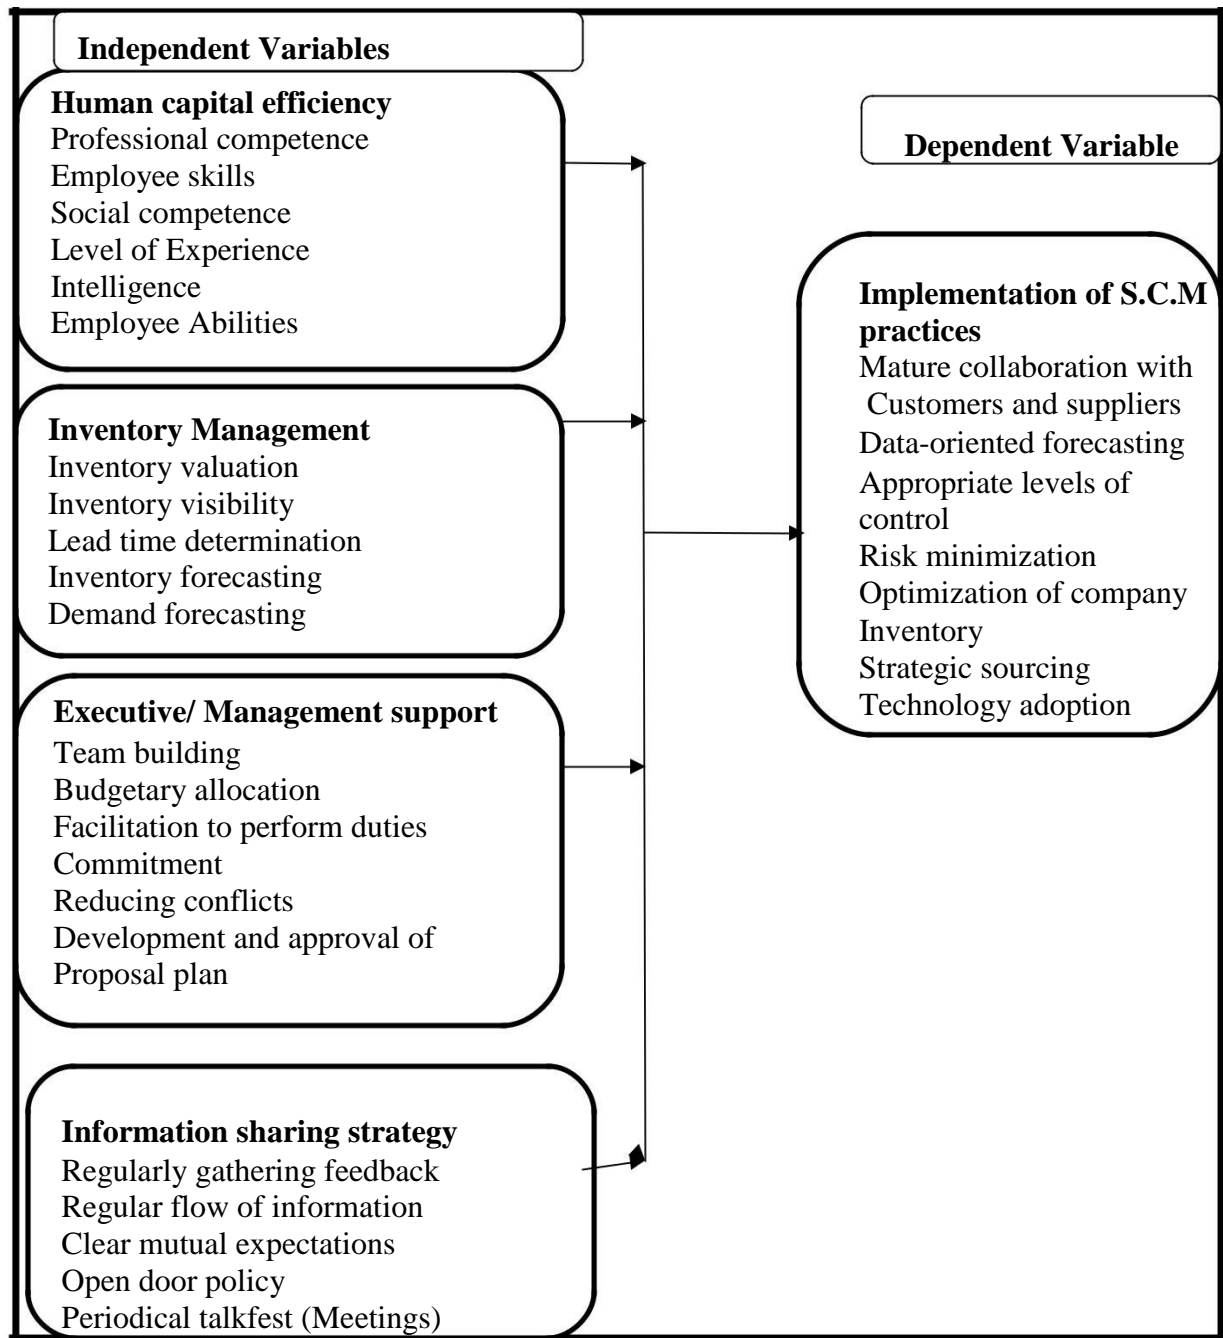 Independent Variables
Human capital efficiency
Professional competence
Employee skills
Social competence
Level of Experience
Intelligence
Employee Abilities
Inventory Management
Inventory valuation
Inventory visibility
Lead time determination
Inventory forecasting
Demand forecasting
Executive/ Management support
Team building
Budgetary allocation
Facilitation to perform duties
Commitment
Reducing conflicts
Development and approval of
Proposal plan
Information sharing strategy
Regularly gathering feedback
Regular flow of information
Clear mutual expectations
Open door policy
Periodical talkfest (Meetings)
Dependent Variable
Implementation of S.C.M
practices
Mature collaboration with
Customers and suppliers
Data-oriented forecasting
Appropriate levels of
control
Risk minimization
Optimization of company
Inventory
Strategic sourcing
Technology adoption